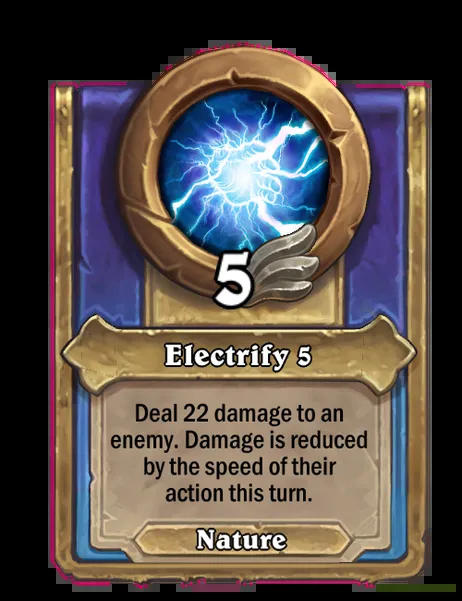 5
Electrify 5
Deal 22 damage to an
enemy. Damage is reduced
by the speed of their
action this turn.
Nature